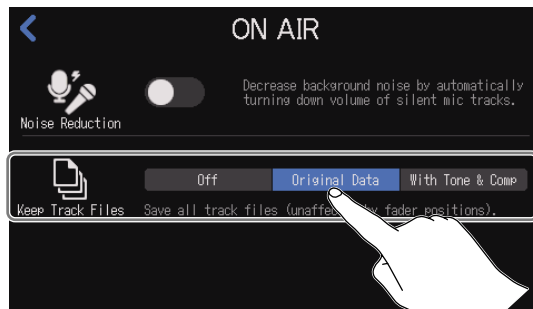 ON AIR
Decrease background noise by automatically
turning down volume of silent mic tracks.
Noise Reduction
Off Original Data With Tone & Comp
Keep Track Files Save all track files (unaffected by fader positions).